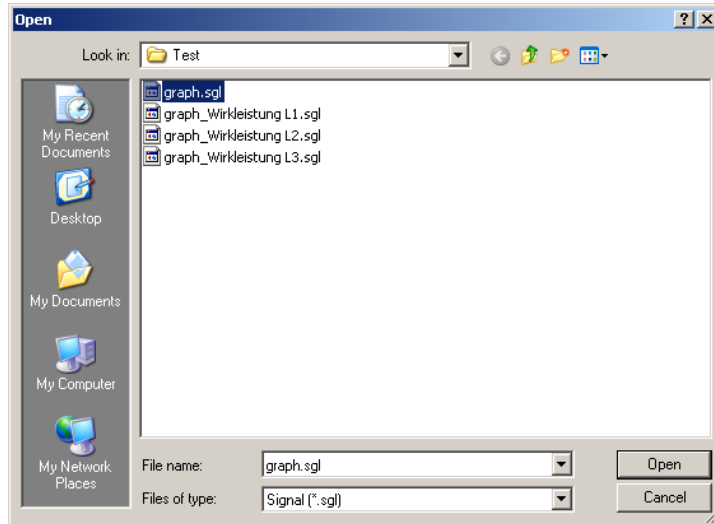 Open
Look in: Test
graph.sgl
graph_Wirkleistung L1.sgl
graph_Wirkleistung L2.sgl
graph_Wirkleistung L3.sgl
My Recent
Documents
Desktop
My Documents
My Computer
My Network
Places
File name: graph.sgl Open
Files of type: Signal (*.sgl) Cancel